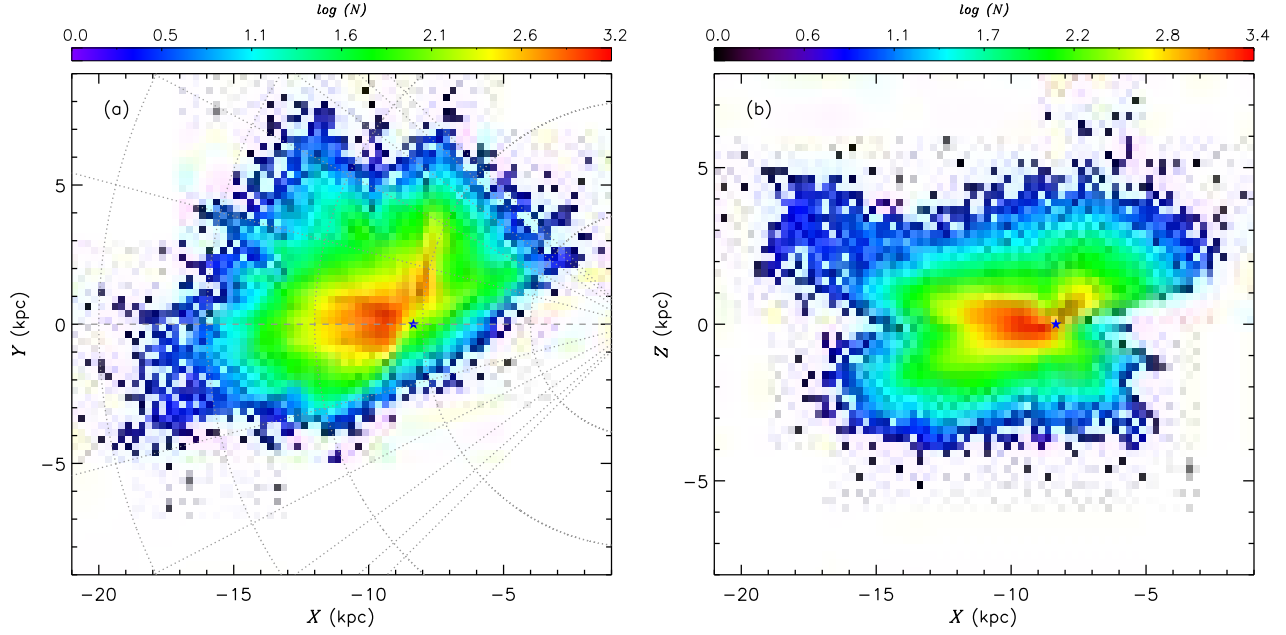 log (N)
0.0 0.5 1.1 1.6 2.1 2.6 3.2
(a)
5
0
−5
Y (kpc)
−20 −15 −10 −5
X (kpc)
log (N)
0.0 0.6 1.1 1.7 2.2 2.8 3.4
(b)
5
0
−5
Z (kpc)
−20 −15 −10 −5
X (kpc)